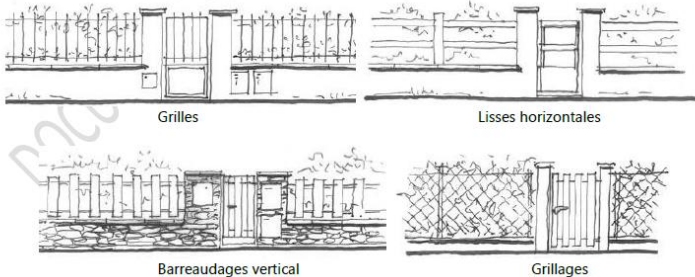 Grilles
Lisses horizontales
Barreaudages vertical
Grillages